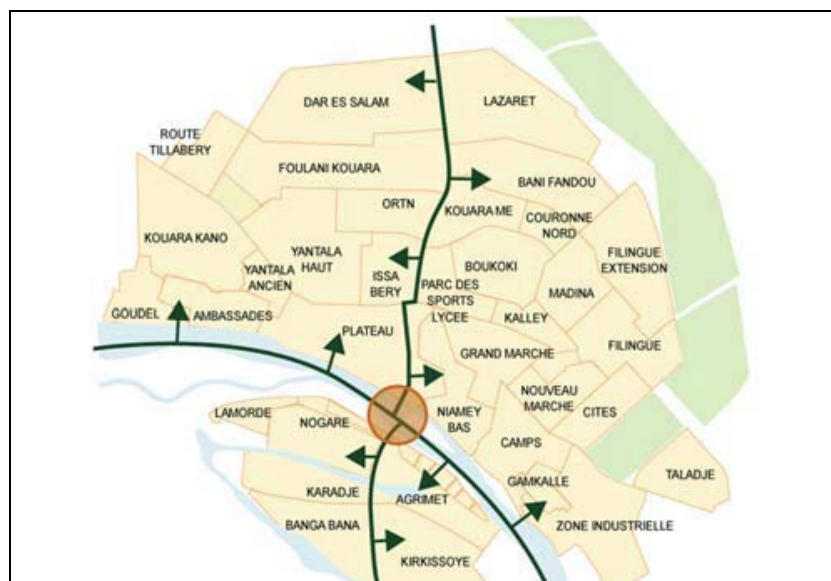 DAR ES SALAM
LAZARET
ROUTE
TILLABERY
FOULANI KOUARA
BANI FANDOU
ORTN
KOUARA ME
COURONNE
NORD
KOUARA KANO
YANTALA
HAUT
YANTALA
ANCIEN
ISSA
BERY
PARC DES
SPORTS
BOUKOKI
FILINGUE
EXTENSION
MADINA
GOUDEL
AMBASSADES
PLATEAU
LYCEE
KALLEY
GRAND MARCHE
FILINGUE
NOUVEAU
MARCHE
CITES
LAMORDE
NOGARE
NIAMEY
BAS
CAMPS
TALADJE
KARADJE
AGRIMET
GAMKALLE
BANGA BANA
ZONE INDUSTRIELLE
KIRKISSOYE